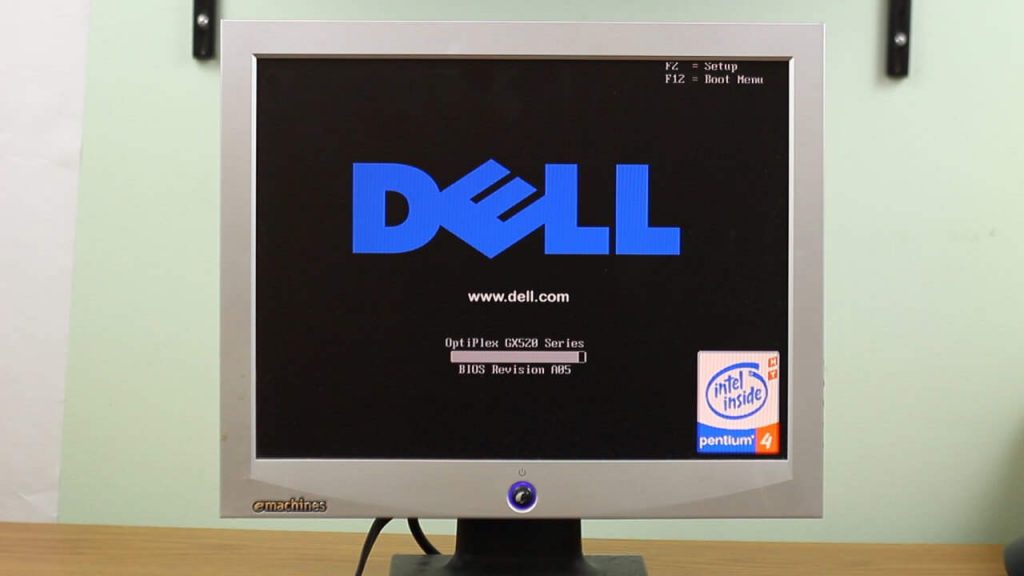 F2 = Setup
F12 = Boot Menu
DELL
www.dell.com
OptiPlex GX520 Series
BIOS Revision A05
intel
inside
HT
pentium 4
emachines